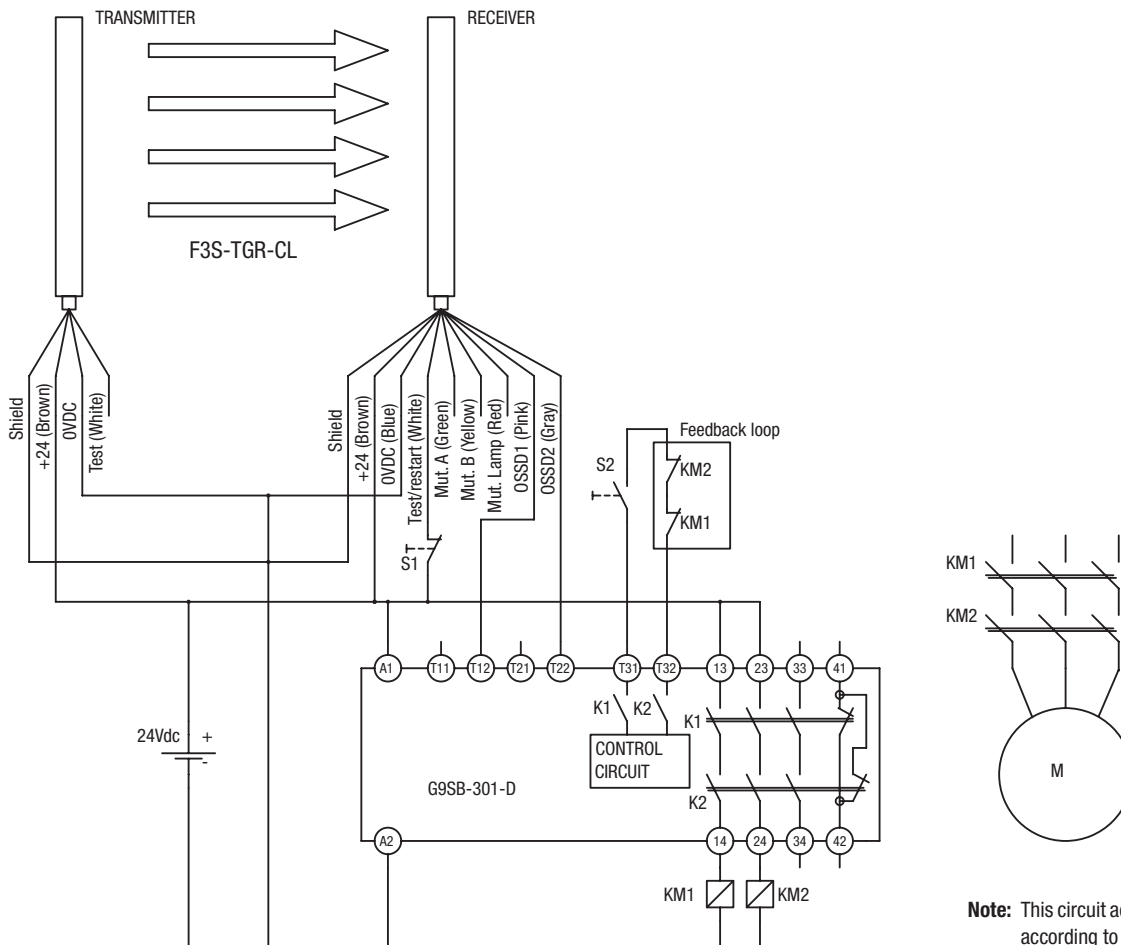 TRANSMITTER
RECEIVER
F3S-TGR-CL
Shield
+24 (Brown)
0VDC
Test (White)
Shield
+24 (Brown)
0VDC (Blue)
Test/restart (White)
Mut. A (Green)
Mut. B (Yellow)
Mut. Lamp (Red)
OSSD1 (Pink)
OSSD2 (Gray)
Feedback loop
S2
KM2
KM1
S1
KM1
KM2
A1
T11
T12
T21
T22
T31
T32
13
23
33
41
K1
K2
K1
CONTROL
CIRCUIT
24Vdc
+
-
G9SB-301-D
K2
M
A2
14
24
34
42
KM1
KM2
Note: This circuit ac
according to